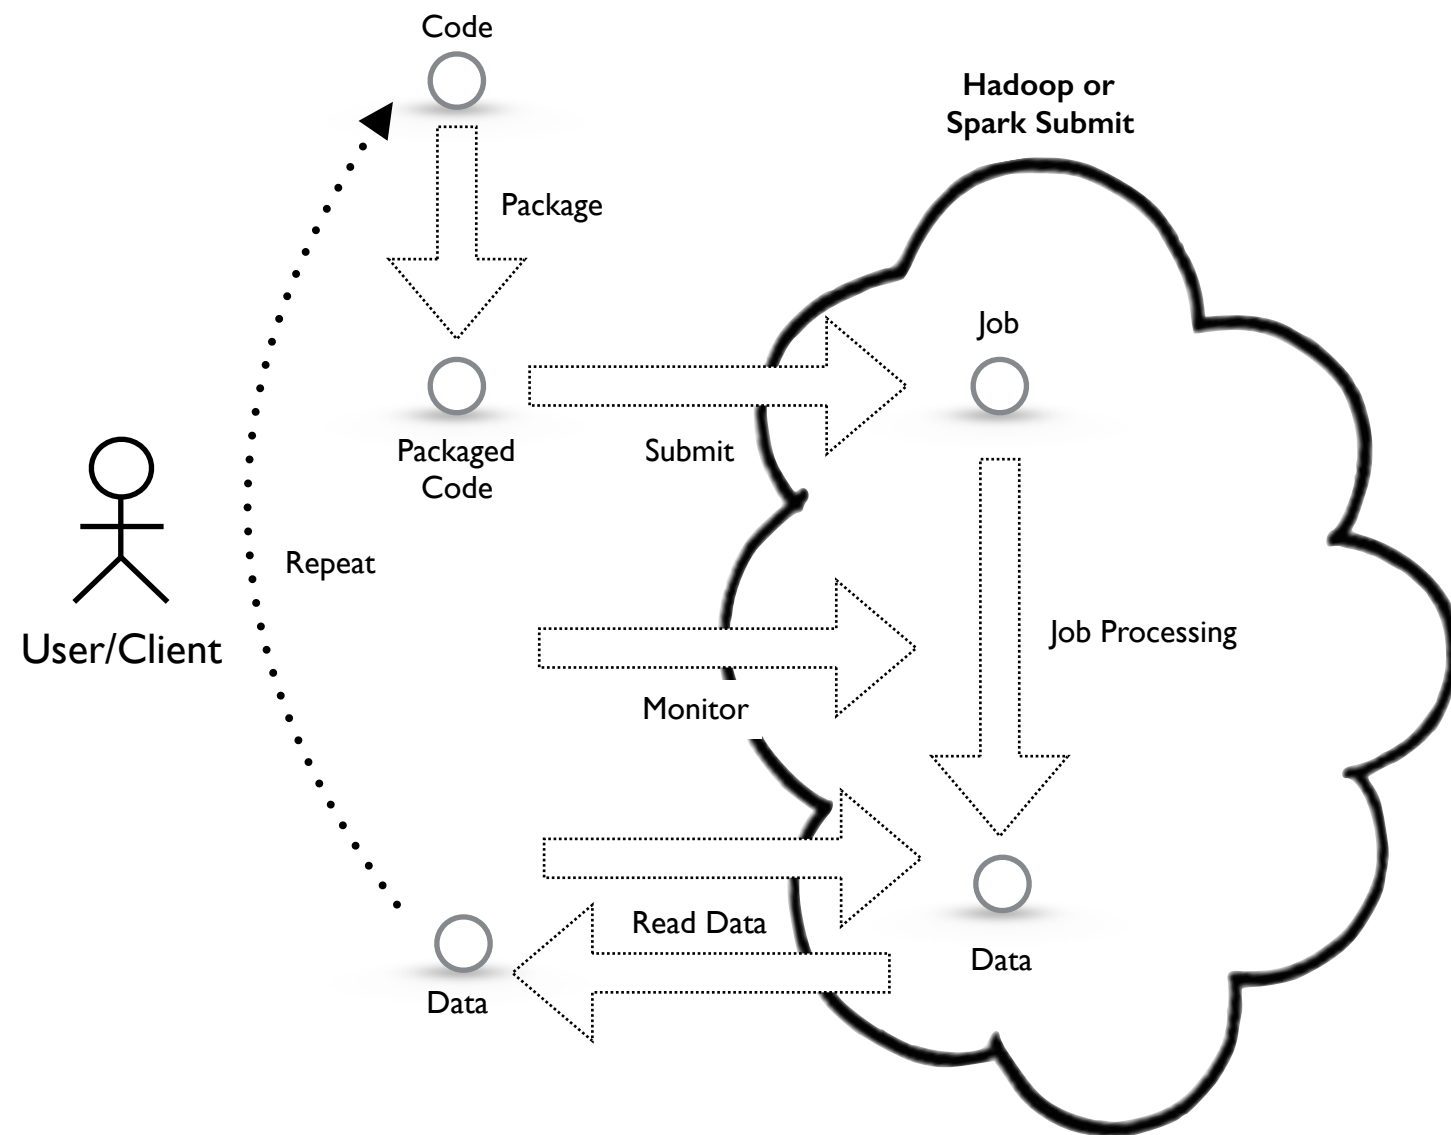 Code
Hadoop or
Spark Submit
Package
Job
Packaged
Code
Submit
Repeat
User/Client
Job Processing
Monitor
Read Data
Data
Data